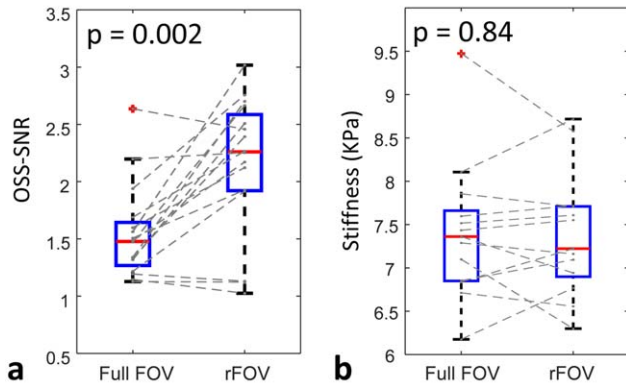 3.5
3
2.5
2
1.5
1
0.5
OSS-SNR
p = 0.002
Full FOV
rFOV
a
9.5
9
8.5
8
7.5
7
6.5
6
Stiffness (KPa)
p = 0.84
Full FOV
rFOV
b